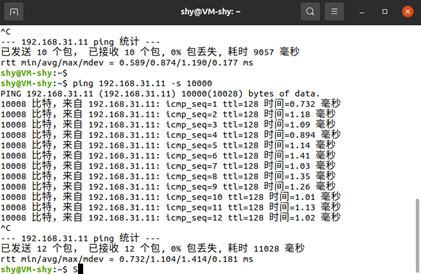 shy@VM-shy: ~
^C
--- 192.168.31.11 ping 统计 ---
已发送 10 个包， 已接收 10 个包, 0% 包丢失, 耗时 9057 毫秒
rtt min/avg/max/mdev = 0.589/0.874/1.190/0.177 ms
shy@VM-shy:~$
shy@VM-shy:~$ ping 192.168.31.11 -s 10000
PING 192.168.31.11 (192.168.31.11) 10000(10028) bytes of data.
10008 比特，来自 192.168.31.11: icmp_seq=1 ttl=128 时间=0.732 毫秒
10008 比特，来自 192.168.31.11: icmp_seq=2 ttl=128 时间=1.18 毫秒
10008 比特，来自 192.168.31.11: icmp_seq=3 ttl=128 时间=1.09 毫秒
10008 比特，来自 192.168.31.11: icmp_seq=4 ttl=128 时间=0.894 毫秒
10008 比特，来自 192.168.31.11: icmp_seq=5 ttl=128 时间=1.14 毫秒
10008 比特，来自 192.168.31.11: icmp_seq=6 ttl=128 时间=1.41 毫秒
10008 比特，来自 192.168.31.11: icmp_seq=7 ttl=128 时间=1.03 毫秒
10008 比特，来自 192.168.31.11: icmp_seq=8 ttl=128 时间=1.35 毫秒
10008 比特，来自 192.168.31.11: icmp_seq=9 ttl=128 时间=1.26 毫秒
10008 比特，来自 192.168.31.11: icmp_seq=10 ttl=128 时间=1.01 毫秒
10008 比特，来自 192.168.31.11: icmp_seq=11 ttl=128 时间=1.13 毫秒
10008 比特，来自 192.168.31.11: icmp_seq=12 ttl=128 时间=1.02 毫秒
^C
--- 192.168.31.11 ping 统计 ---
已发送 12 个包， 已接收 12 个包, 0% 包丢失, 耗时 11028 毫秒
rtt min/avg/max/mdev = 0.732/1.104/1.414/0.181 ms
shy@VM-shy:~$ S